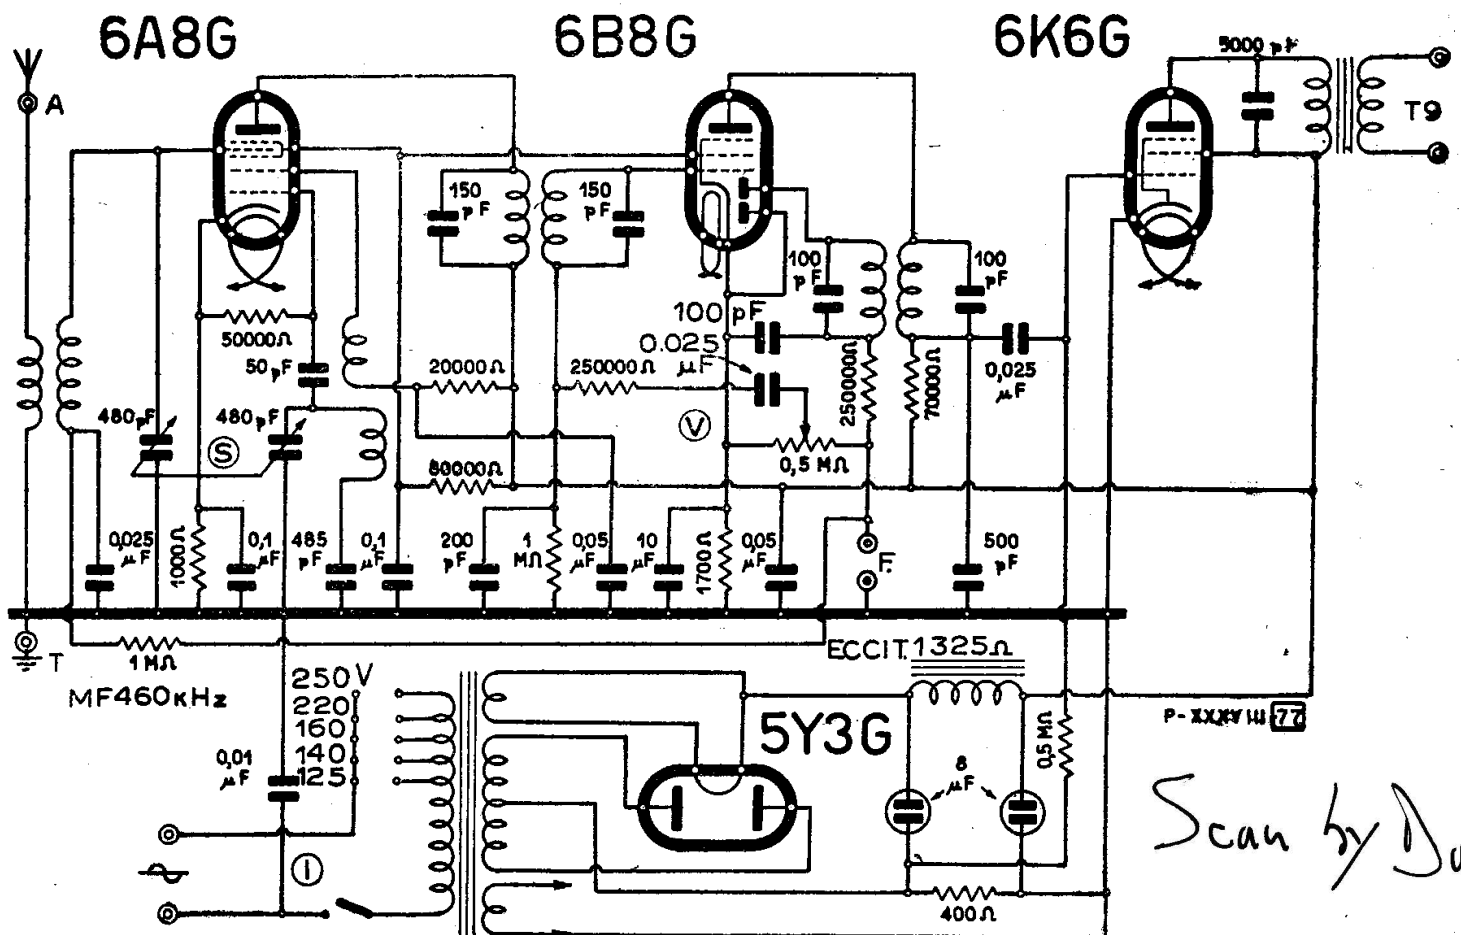 6A8G
6B8G
6K6G
5000 pF
A
T9
150 pF
150 pF
100 pF
100 pF
100 pF
0.025 µF
50000Ω
50 pF
20000Ω
250000Ω
250000Ω
70000Ω
0,025 µF
480 pF
480 pF
S
V
0,5 MΩ
80000Ω
0,025 µF
1000Ω
0,1 µF
485 pF
0,1 µF
200 pF
1 MΩ
0,05 µF
10 µF
1700Ω
0,05 µF
F.
500 pF
T
1 MΩ
ECCIT. 1325Ω
MF460KHz
250 V
220
160
140
125
5Y3G
77
0,01 µF
8 µF
0,5 MΩ
I
400Ω
Scan by